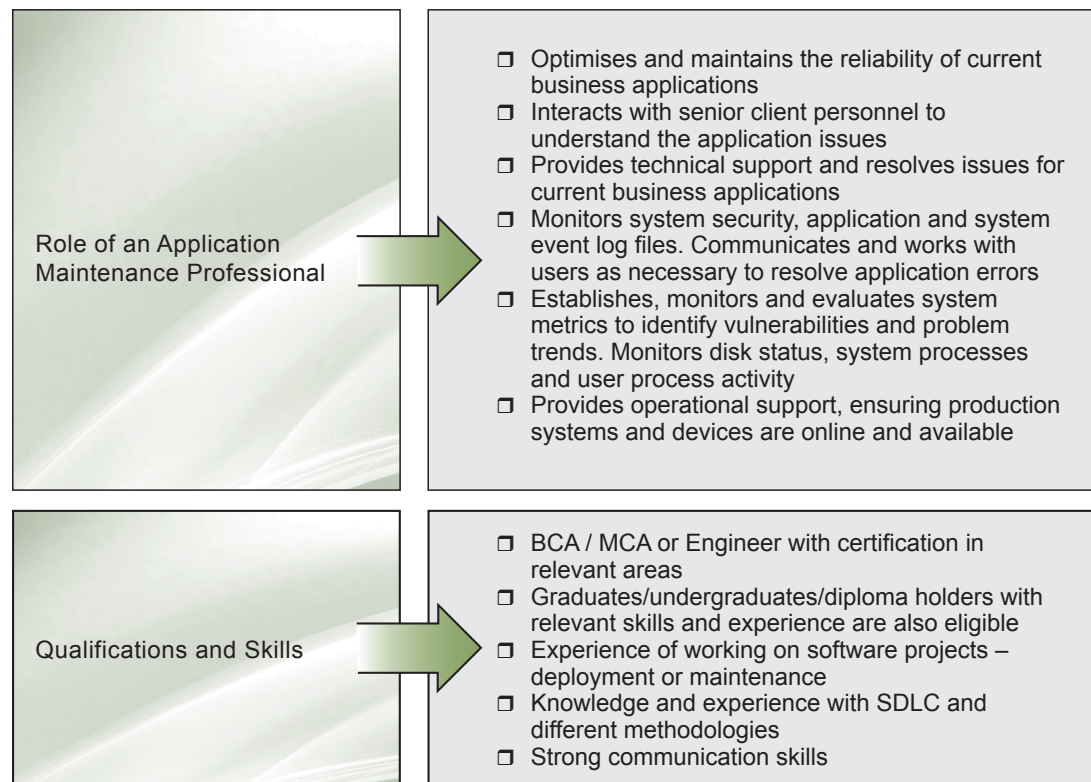 Role of an Application
Maintenance Professional
❒ Optimises and maintains the reliability of current
business applications
❒ Interacts with senior client personnel to
understand the application issues
❒ Provides technical support and resolves issues for
current business applications
❒ Monitors system security, application and system
event log files. Communicates and works with
users as necessary to resolve application errors
❒ Establishes, monitors and evaluates system
metrics to identify vulnerabilities and problem
trends. Monitors disk status, system processes
and user process activity
❒ Provides operational support, ensuring production
systems and devices are online and available
Qualifications and Skills
❒ BCA / MCA or Engineer with certification in
relevant areas
❒ Graduates/undergraduates/diploma holders with
relevant skills and experience are also eligible
❒ Experience of working on software projects –
deployment or maintenance
❒ Knowledge and experience with SDLC and
different methodologies
❒ Strong communication skills